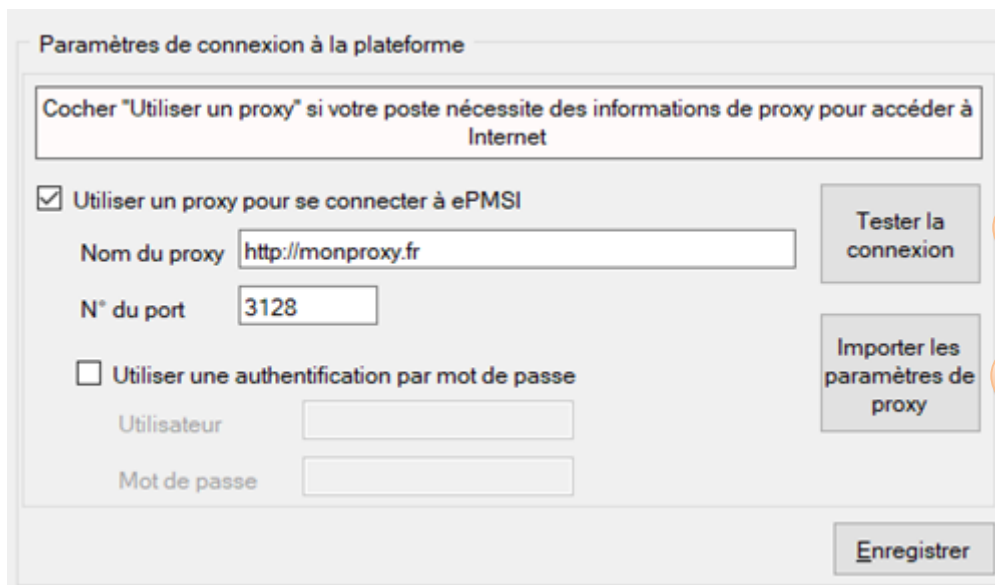 Paramètres de connexion à la plateforme
Cocher "Utiliser un proxy" si votre poste nécessite des informations de proxy pour accéder à
Internet
Utiliser un proxy pour se connecter à ePMSI
Nom du proxy http://monproxy.fr
N° du port 3128
Tester la
connexion
Utiliser une authentification par mot de passe
Utilisateur
Mot de passe
Importer les
paramètres de
proxy
Enregistrer